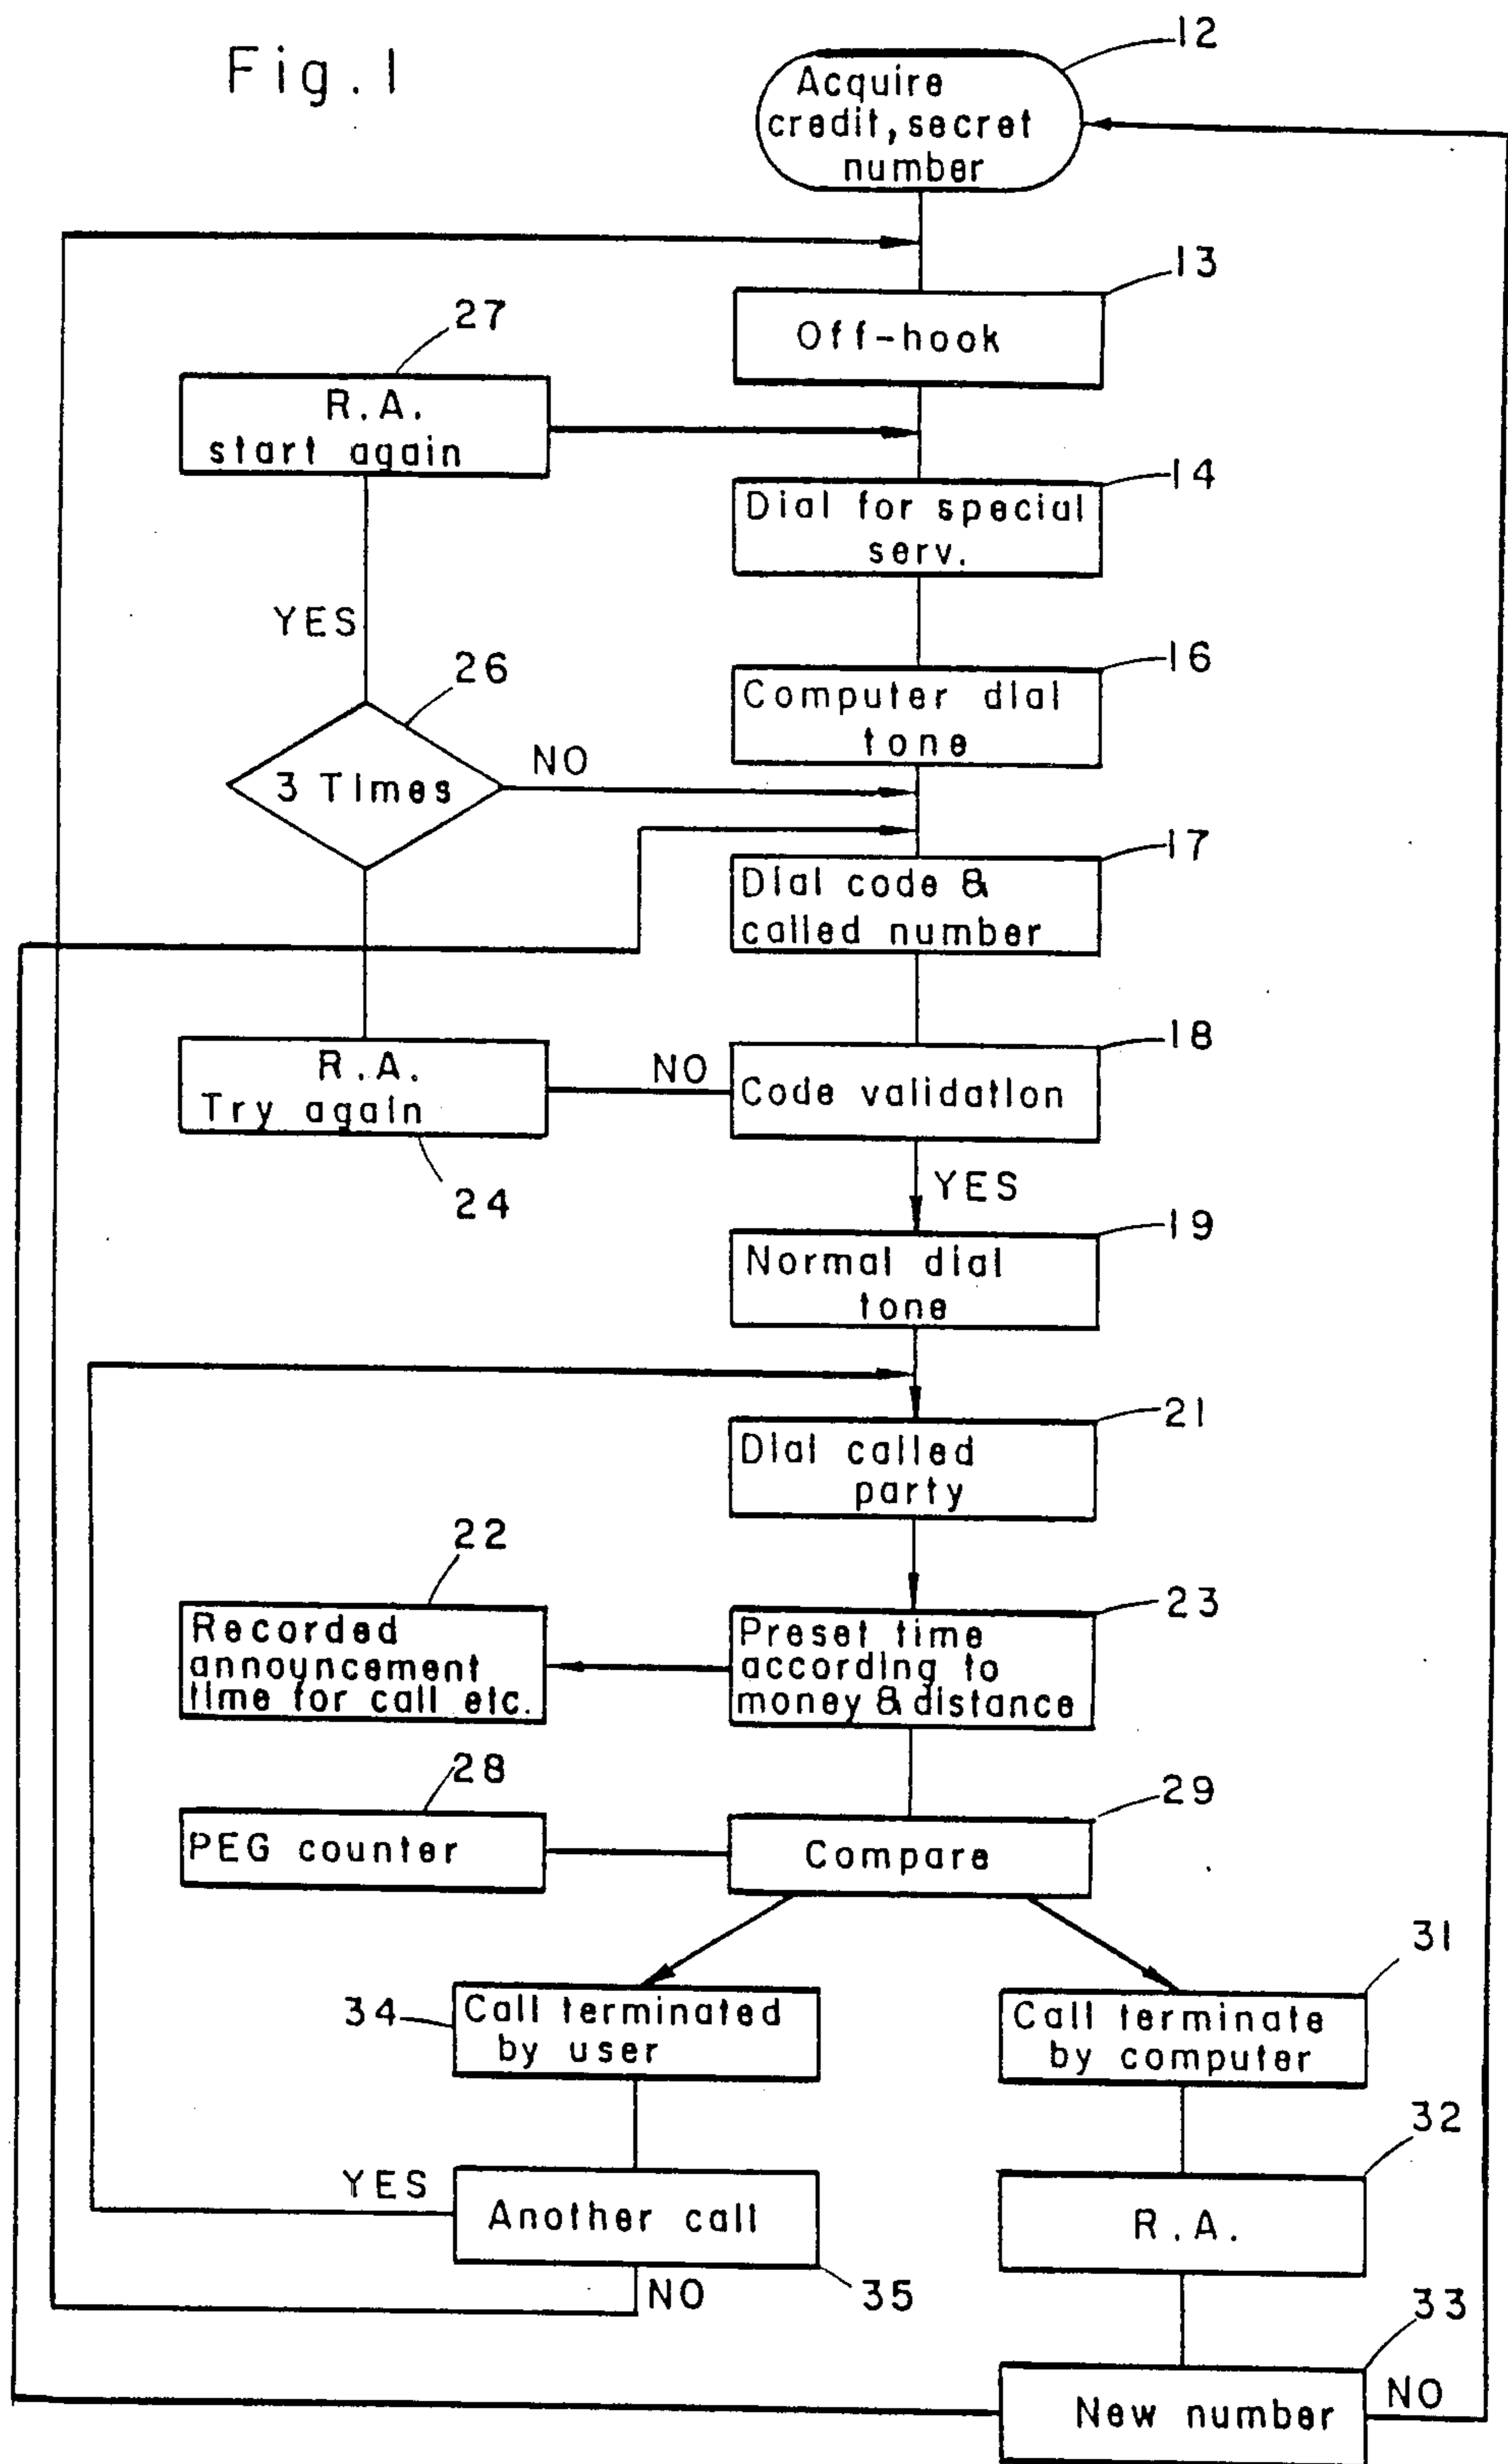 Fig. 1
12
Acquire
credit, secret
number
13
Off-hook
27
R.A.
start again
14
Dial for special
serv.
YES
26
16
Computer dial
tone
3 Times
NO
17
Dial code &
called number
18
R.A.
Try again
NO
Code validation
24
YES
19
Normal dial
tone
21
Dial called
party
22
23
Recorded
announcement
time for call etc.
Preset time
according to
money & distance
28
29
PEG counter
Compare
31
34
Call terminated
by user
Call terminate
by computer
32
YES
Another call
R.A.
NO
35
33
New number
NO